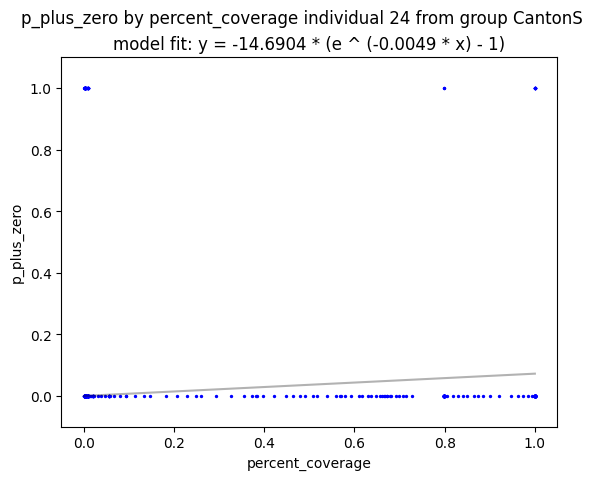 p_plus_zero by percent_coverage individual 24 from group CantonS
model fit: y = -14.6904 * (e ^ (-0.0049 * x) - 1)
1.0
0.8
0.6
0.4
0.2
0.0
p_plus_zero
0.0 0.2 0.4 0.6 0.8 1.0
percent_coverage